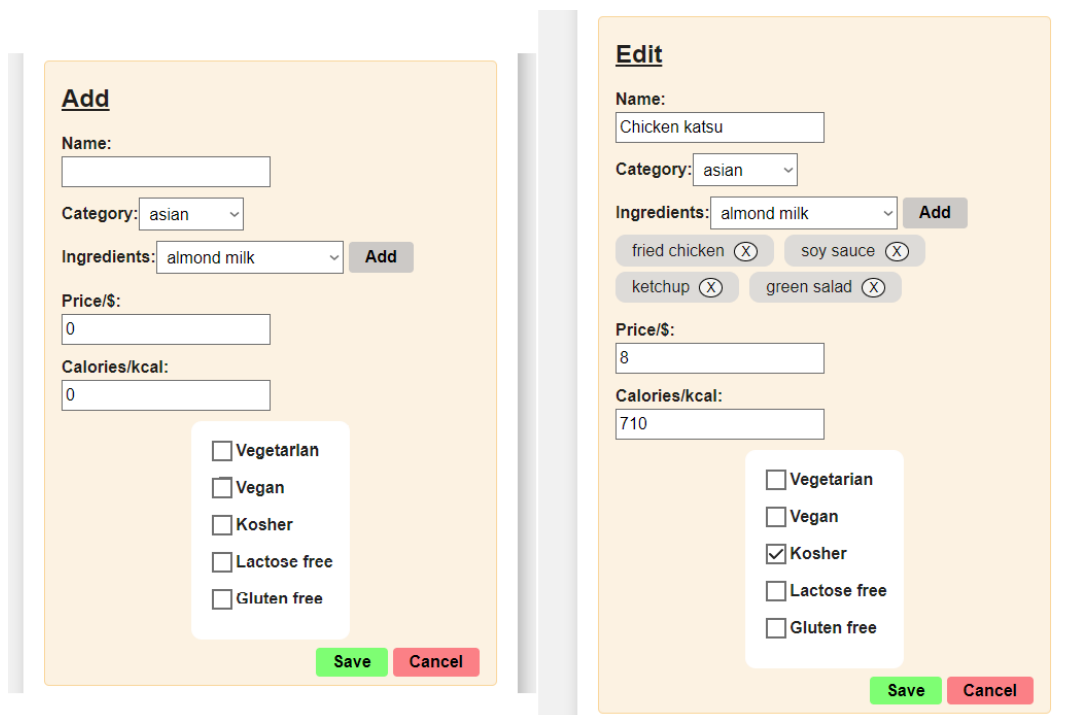 Add
Name:
Category: asian
Ingredients: almond milk Add
Price/$:
0
Calories/kcal:
0
Vegetarian
Vegan
Kosher
Lactose free
Gluten free
Save Cancel
Edit
Name:
Chicken katsu
Category: asian
Ingredients: almond milk Add
fried chicken X soy sauce X
ketchup X green salad X
Price/$:
8
Calories/kcal:
710
Vegetarian
Vegan
Kosher
Lactose free
Gluten free
Save Cancel